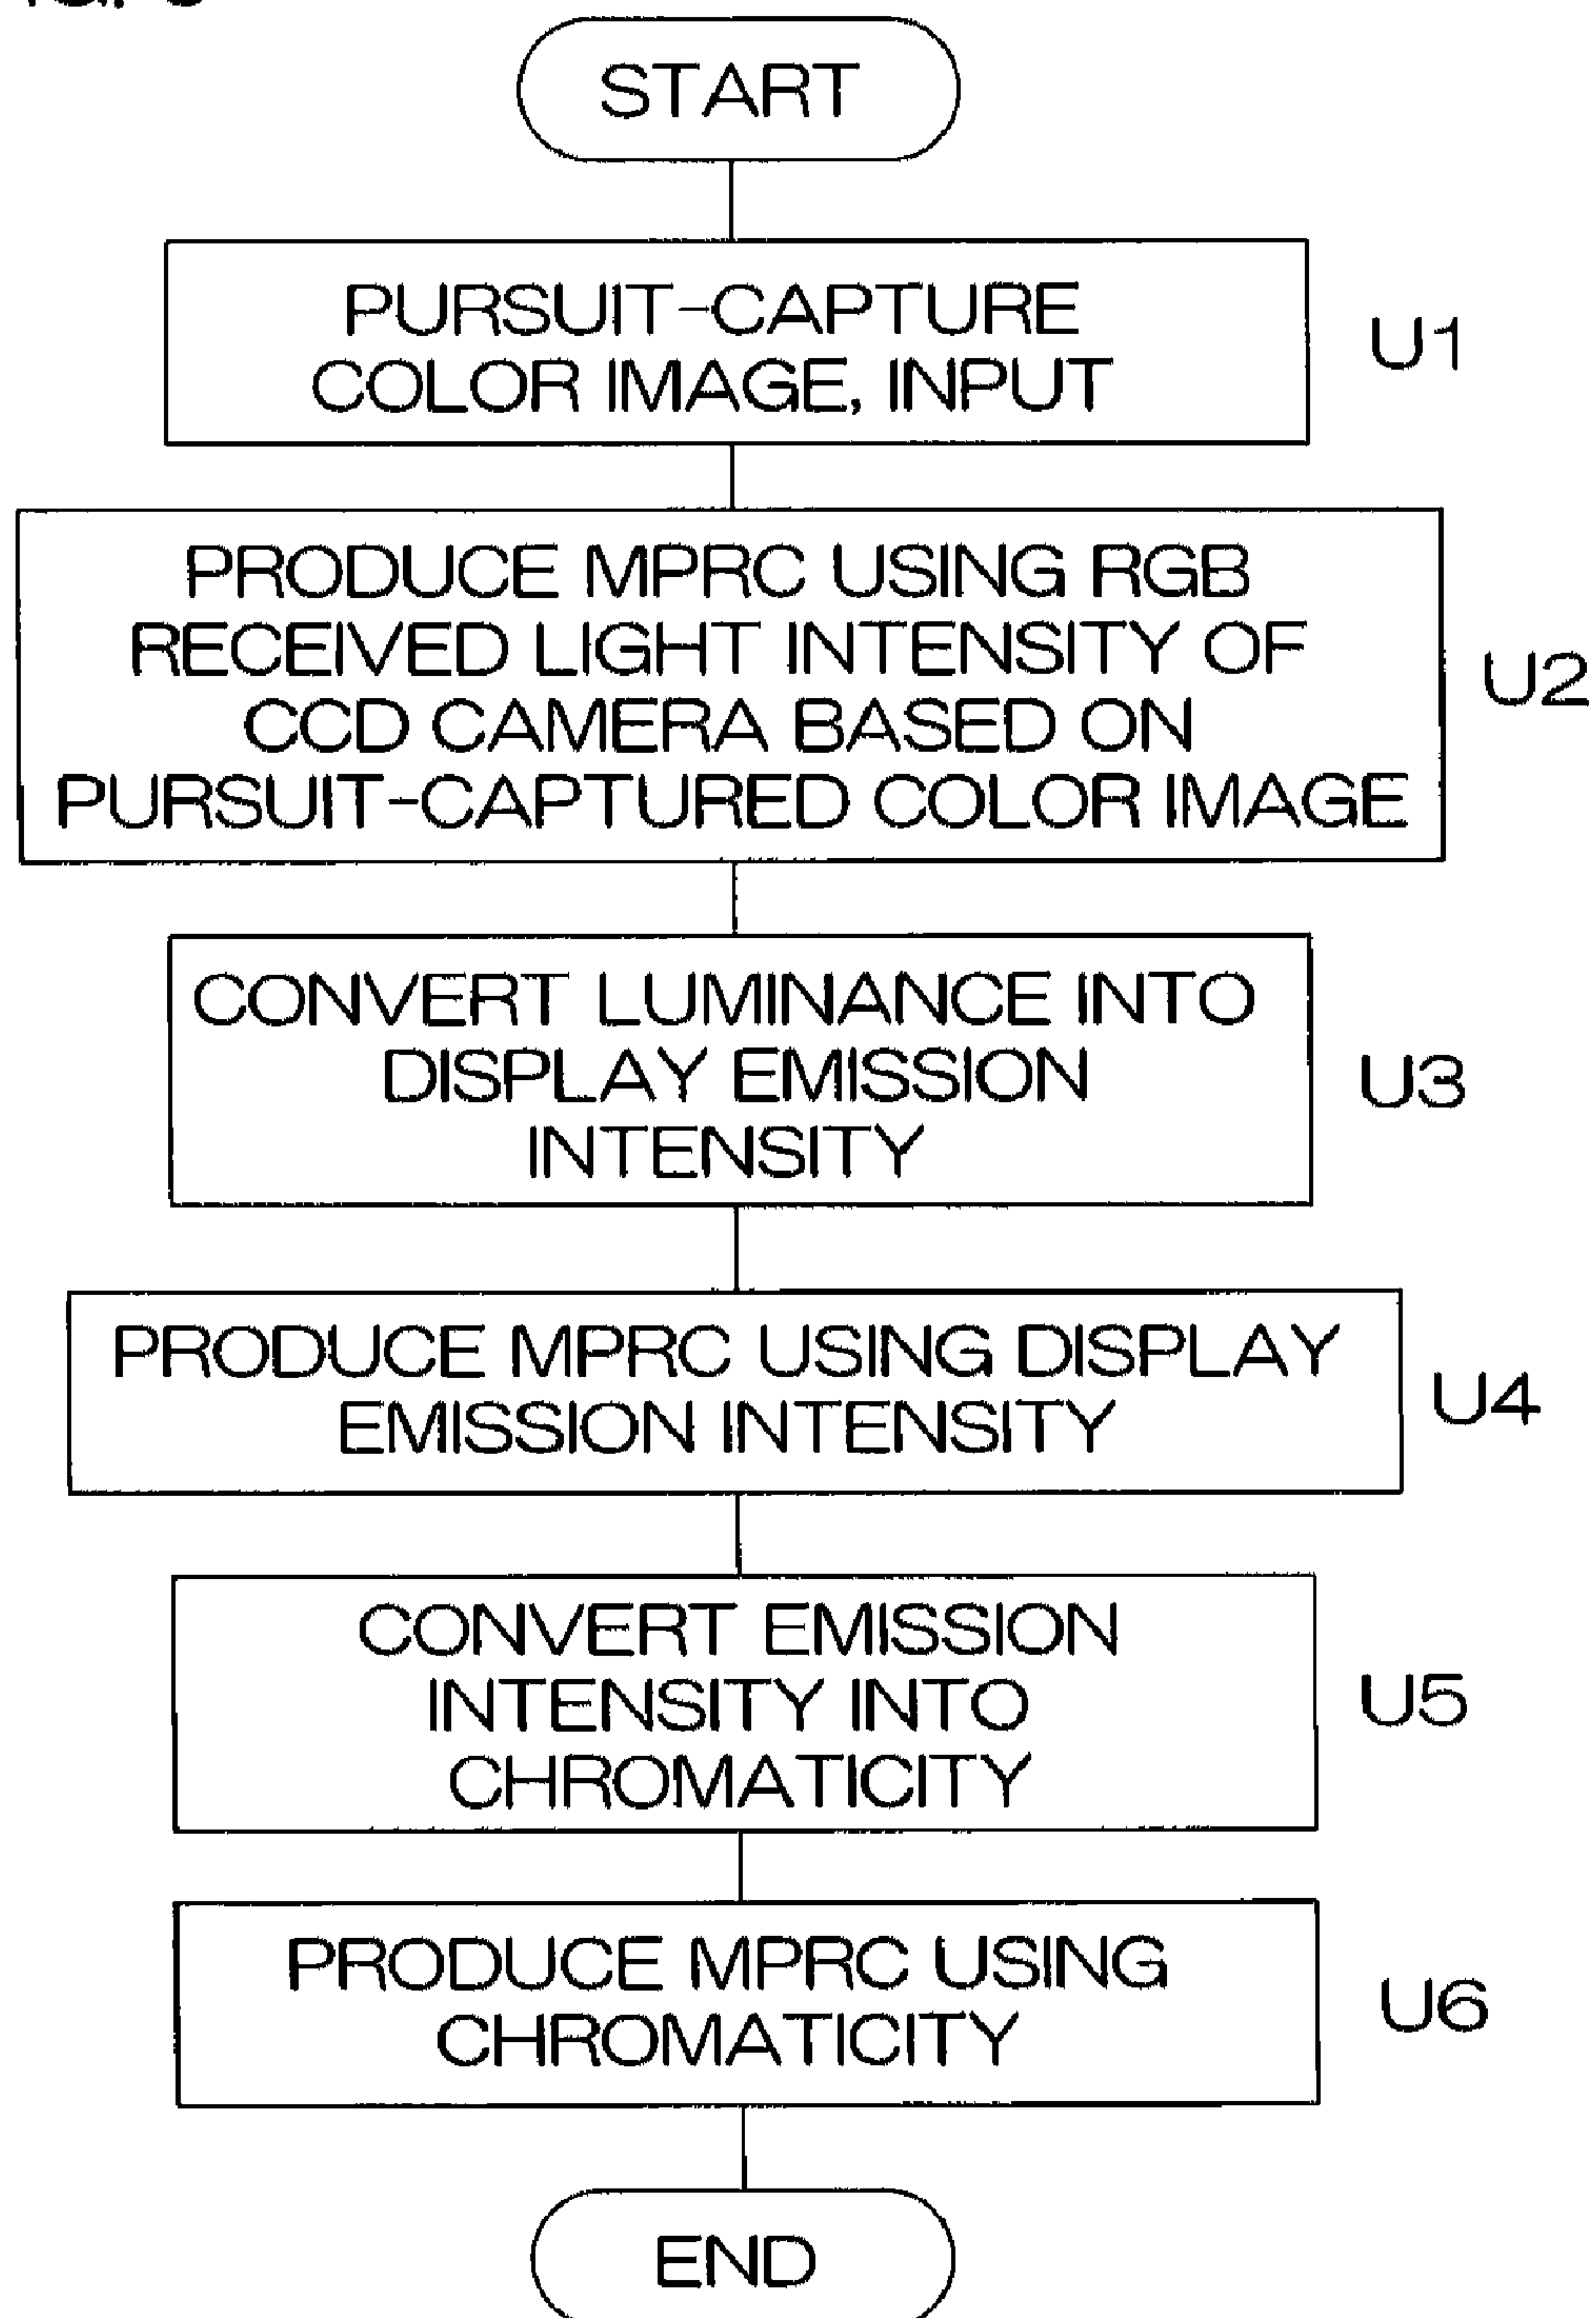 START
PURSUIT-CAPTURE
COLOR IMAGE, INPUT
U1
PRODUCE MPRC USING RGB
RECEIVED LIGHT INTENSITY OF
CCD CAMERA BASED ON
PURSUIT-CAPTURED COLOR IMAGE
U2
CONVERT LUMINANCE INTO
DISPLAY EMISSION
INTENSITY
U3
PRODUCE MPRC USING DISPLAY
EMISSION INTENSITY
U4
CONVERT EMISSION
INTENSITY INTO
CHROMATICITY
U5
PRODUCE MPRC USING
CHROMATICITY
U6
END